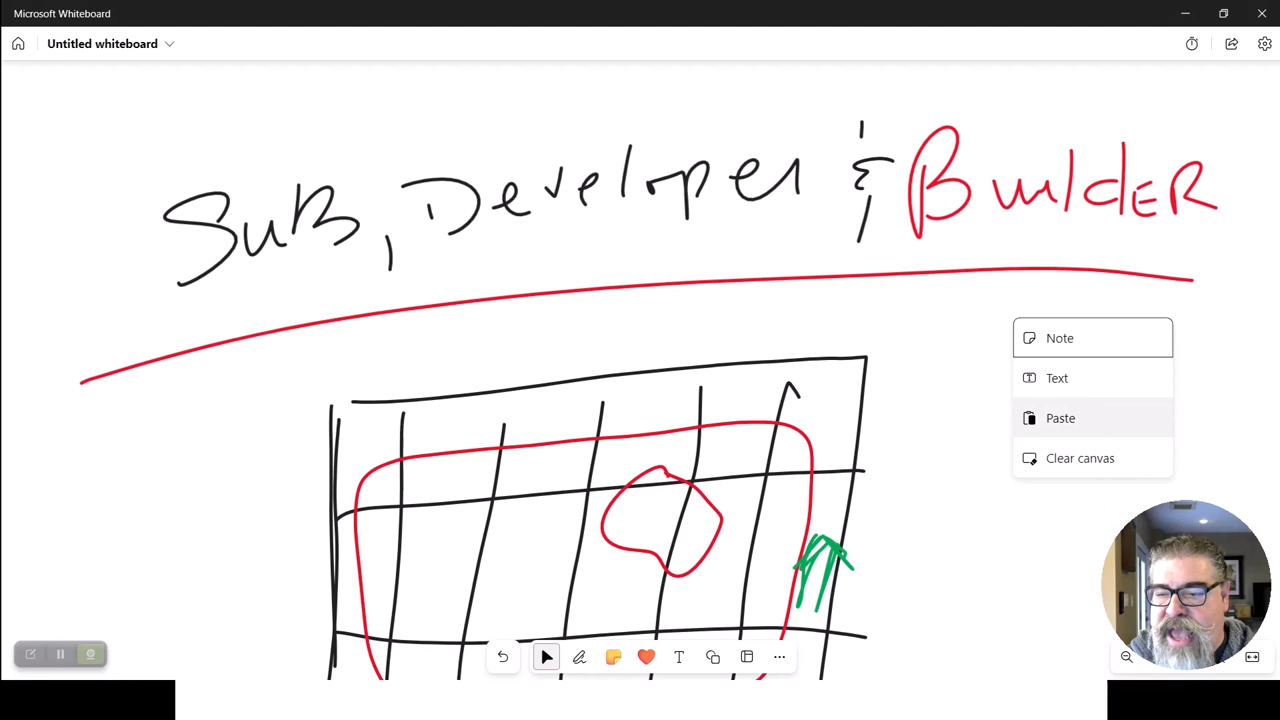 Microsoft Whiteboard
Untitled whiteboard
SuB, Developer & BuildER
Note
Text
Paste
Clear canvas